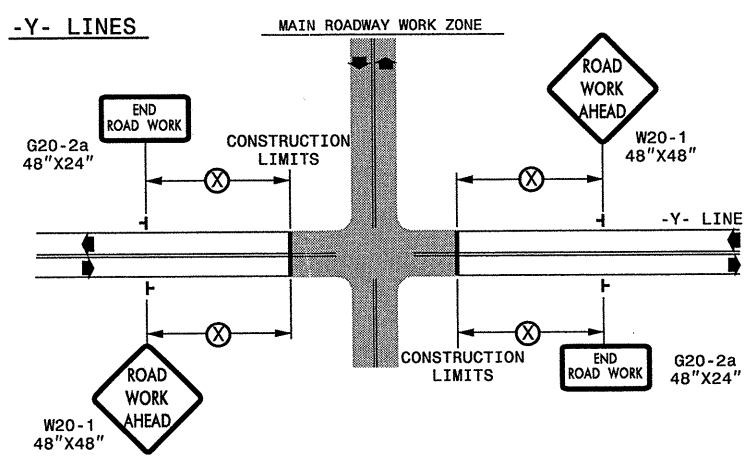 -Y- LINES
MAIN ROADWAY WORK ZONE
END
ROAD WORK
G20-2a
48"X24"
CONSTRUCTION
LIMITS
X
X
ROAD
WORK
AHEAD
W20-1
48"X48"
-Y- LINE
X
X
ROAD
WORK
AHEAD
W20-1
48"X48"
CONSTRUCTION
LIMITS
END
ROAD WORK
G20-2a
48"X24"